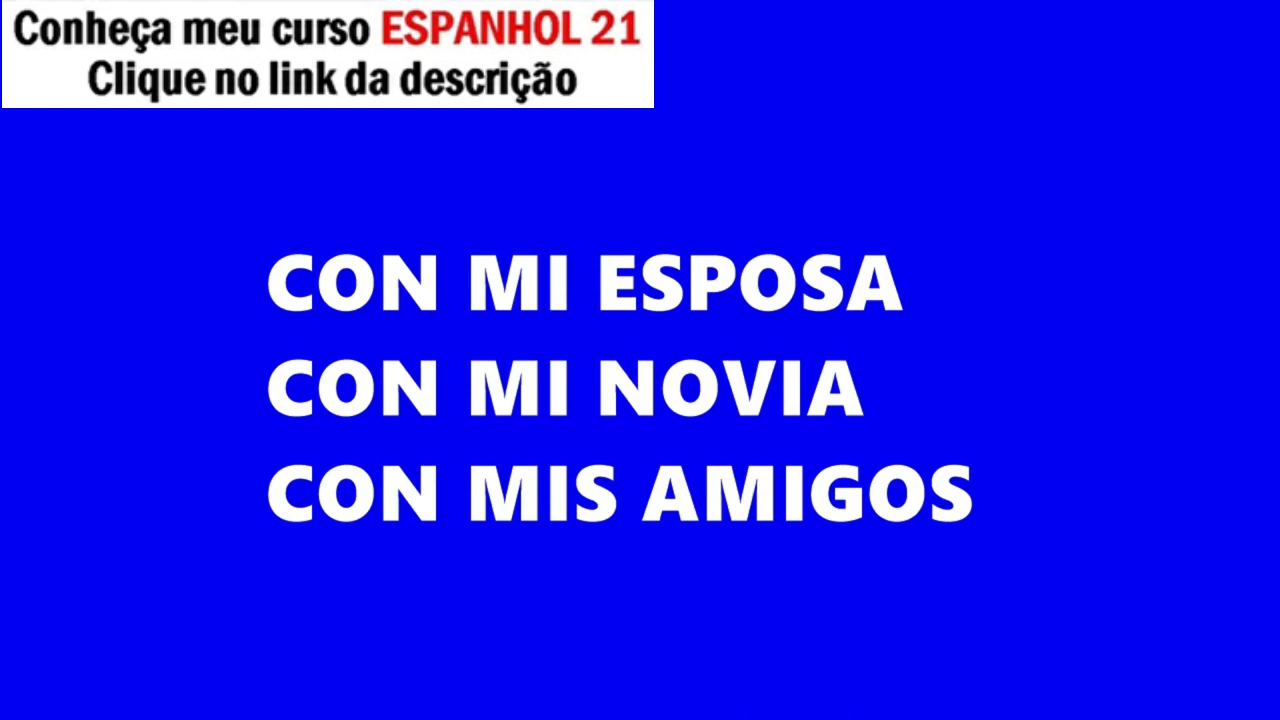 Conheça meu curso ESPANHOL 21
Clique no link da descrição
CON MI ESPOSA
CON MI NOVIA
CON MIS AMIGOS